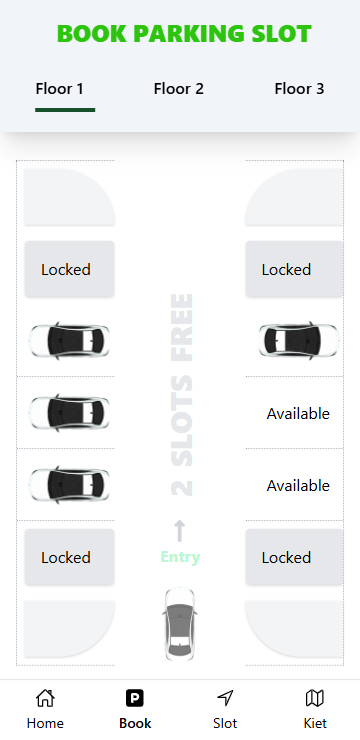 BOOK PARKING SLOT
Floor 1 Floor 2 Floor 3
Locked Locked
2 SLOTS FREE
Available
Available
Entry
Locked Locked
Home Book Slot Kiet